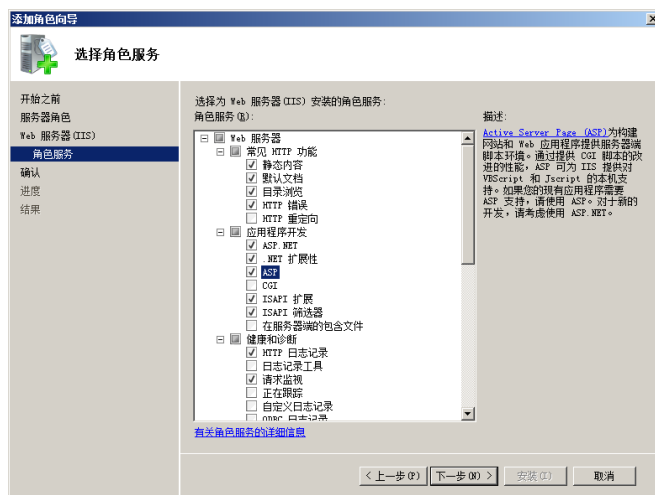 添加角色向导
选择角色服务
开始之前
服务器角色
Web 服务器(IIS)
角色服务
确认
进度
结果
选择为 Web 服务器(IIS) 安装的角色服务:
角色服务(R):
Web 服务器
常见 HTTP 功能
静态内容
默认文档
目录浏览
HTTP 错误
HTTP 重定向
应用程序开发
ASP.NET
.NET 扩展性
ASP
CGI
ISAPI 扩展
ISAPI 筛选器
在服务器端的包含文件
健康和诊断
HTTP 日志记录
日志记录工具
请求监视
正在跟踪
自定义日志记录
ODBC 日志记录
有关角色服务的详细信息
描述:
Active Server Page (ASP)为构建
网站和 Web 应用程序提供服务器端
脚本环境。通过提供 CGI 脚本的改
进的性能，ASP 可为 IIS 提供对
VBScript 和 Jscript 的本机支
持。如果您的现有应用程序需要
ASP 支持，请使用 ASP。对于新的
开发，请考虑使用 ASP.NET。
< 上一步(P)
下一步(N) >
安装(I)
取消